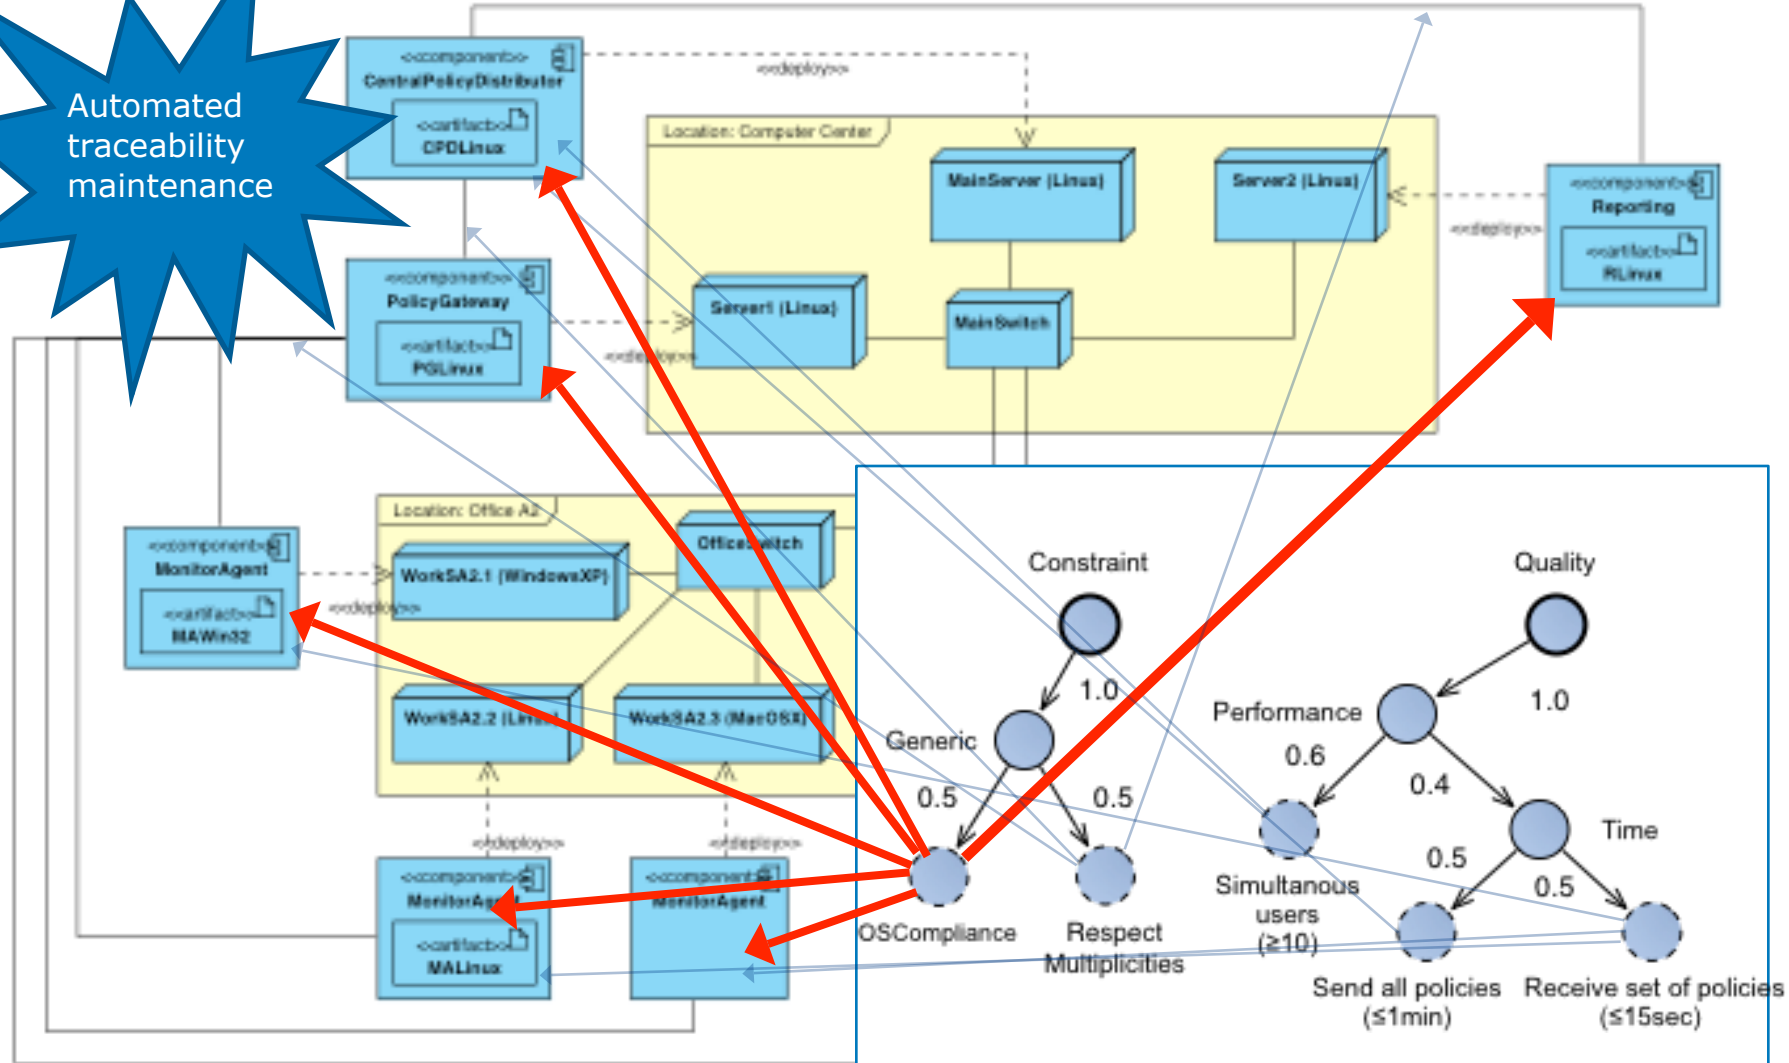 Automated
traceability
maintenance
<<component>>
CentralPolicyDistributor
<<artifact>>
CPDLinux
<<deploy>>
Location: Computer Center
MainServer (Linux)
Server2 (Linux)
<<component>>
Reporting
<<artifact>>
RLinux
<<deploy>>
<<component>>
PolicyGateway
<<artifact>>
PGLinux
<<deploy>>
Server1 (Linux)
MainSwitch
Location: Office A2
OfficeSwitch
<<component>>
MonitorAgent
<<artifact>>
MAWin32
<<deploy>>
WorkSA2.1 (WindowsXP)
WorkSA2.2 (Linux)
WorkSA2.3 (MacOSX)
<<deploy>>
<<deploy>>
<<component>>
MonitorAgent
<<artifact>>
MALinux
<<component>>
MonitorAgent
Constraint
1.0
Generic
0.5
0.5
OSCompliance
Respect
Multiplicities
Quality
1.0
Performance
0.6
0.4
Time
Simultanous
users
(≥10)
0.5
0.5
Send all policies
(≤1min)
Receive set of policies
(≤15sec)